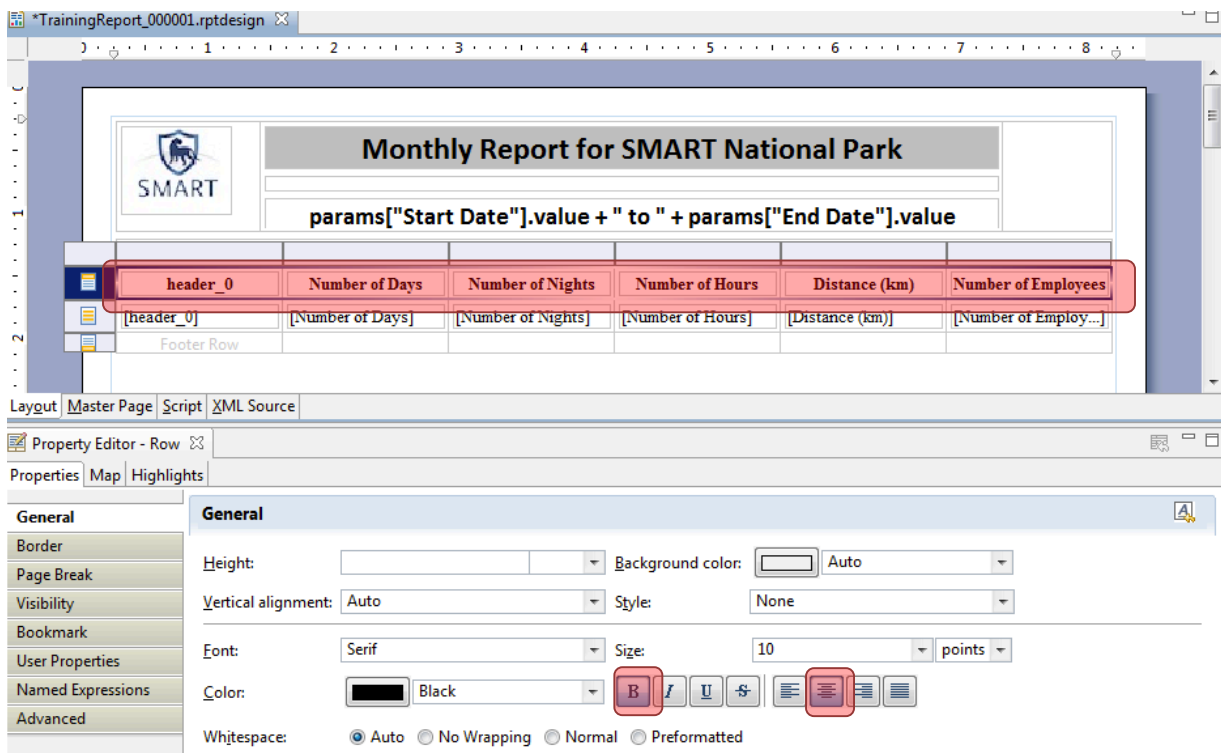 *TrainingReport_000001.rptdesign
0 1 2 3 4 5 6 7 8
0
1
2
SMART
Monthly Report for SMART National Park
params["Start Date"].value + " to " + params["End Date"].value
header_0 Number of Days Number of Nights Number of Hours Distance (km) Number of Employees
[header_0] [Number of Days] [Number of Nights] [Number of Hours] [Distance (km)] [Number of Employ...]
Footer Row
Layout Master Page Script XML Source
Property Editor - Row
Properties Map Highlights
General
Border
Page Break
Visibility
Bookmark
User Properties
Named Expressions
Advanced
General
Height: Background color: Auto
Vertical alignment: Auto Style: None
Font: Serif Size: 10 points
Color: Black B I U S
Whitespace: Auto No Wrapping Normal Preformatted